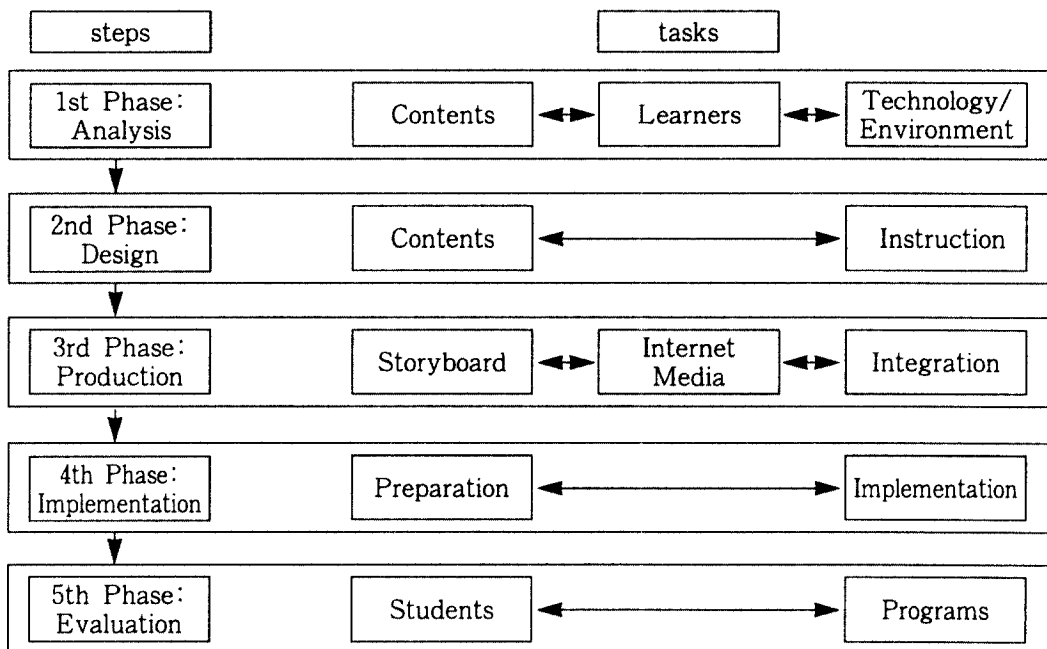 steps
tasks
1st Phase:
Analysis
Contents
Learners
Technology/
Environment
2nd Phase:
Design
Contents
Instruction
3rd Phase:
Production
Storyboard
Internet
Media
Integration
4th Phase:
Implementation
Preparation
Implementation
5th Phase:
Evaluation
Students
Programs